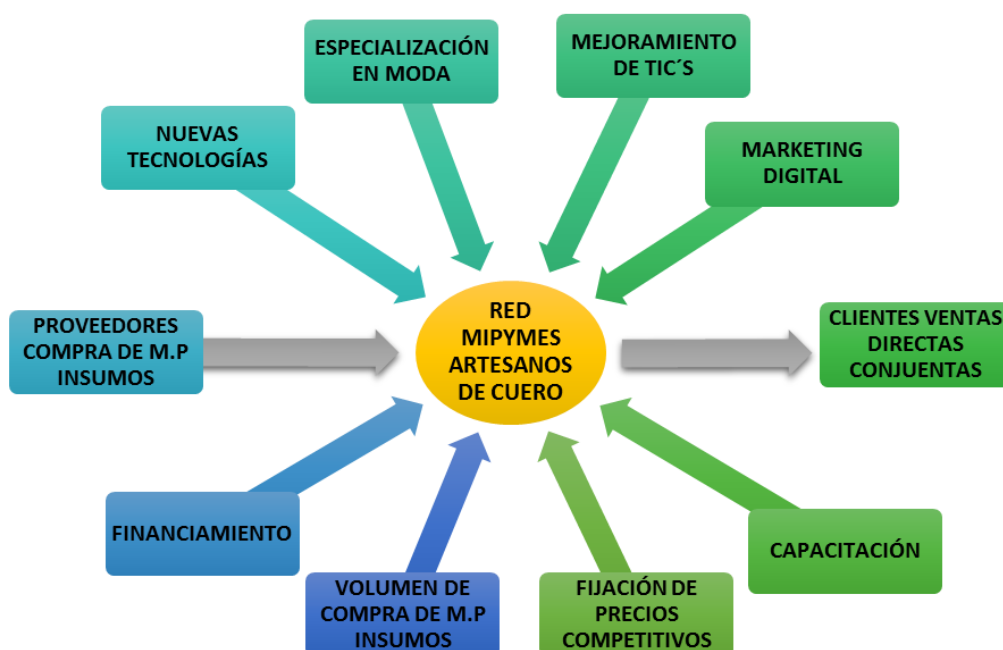 ESPECIALIZACIÓN
EN MODA
MEJORAMIENTO
DE TIC´S
NUEVAS
TECNOLOGÍAS
MARKETING
DIGITAL
PROVEEDORES
COMPRA DE M.P
INSUMOS
RED
MIPYMES
ARTESANOS
DE CUERO
CLIENTES VENTAS
DIRECTAS
CONJUENTAS
FINANCIAMIENTO
VOLUMEN DE
COMPRA DE M.P
INSUMOS
FIJACIÓN DE
PRECIOS
COMPETITIVOS
CAPACITACIÓN